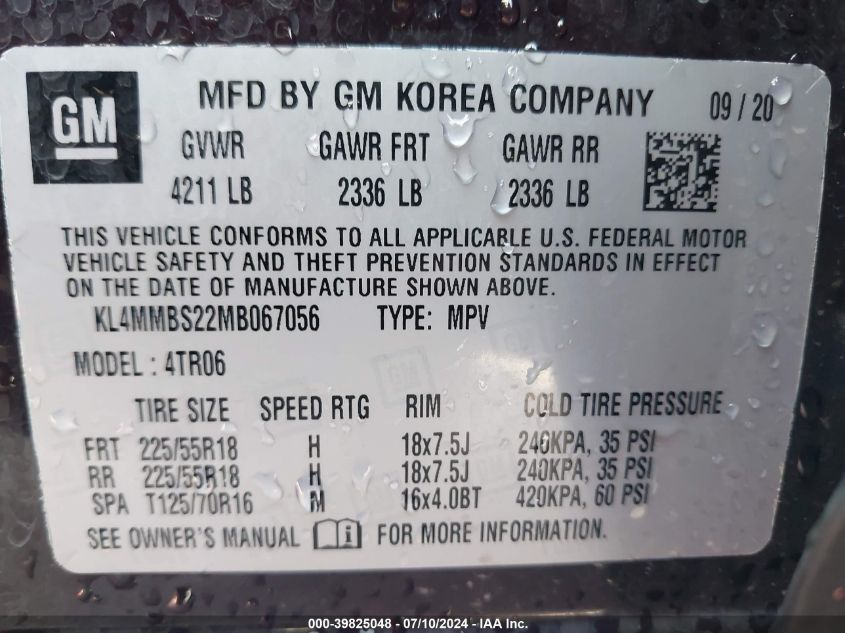 GM
MFD BY GM KOREA COMPANY 09 / 20
GVWR GAWR FRT GAWR RR
4211 LB 2336 LB 2336 LB
THIS VEHICLE CONFORMS TO ALL APPLICABLE U.S. FEDERAL MOTOR
VEHICLE SAFETY AND THEFT PREVENTION STANDARDS IN EFFECT
ON THE DATE OF MANUFACTURE SHOWN ABOVE.
KL4MMBS22MB067056 TYPE: MPV
MODEL : 4TR06
GM
TIRE SIZE SPEED RTG RIM COLD TIRE PRESSURE
FRT 225/55R18 H 18x7.5J 240KPA, 35 PSI
RR 225/55R18 H 18x7.5J 240KPA, 35 PSI
SPA T125/70R16 M 16x4.0BT 420KPA, 60 PSI
SEE OWNER'S MANUAL i FOR MORE INFORMATION.
000-39825048 — 07/10/2024 — IAA Inc.